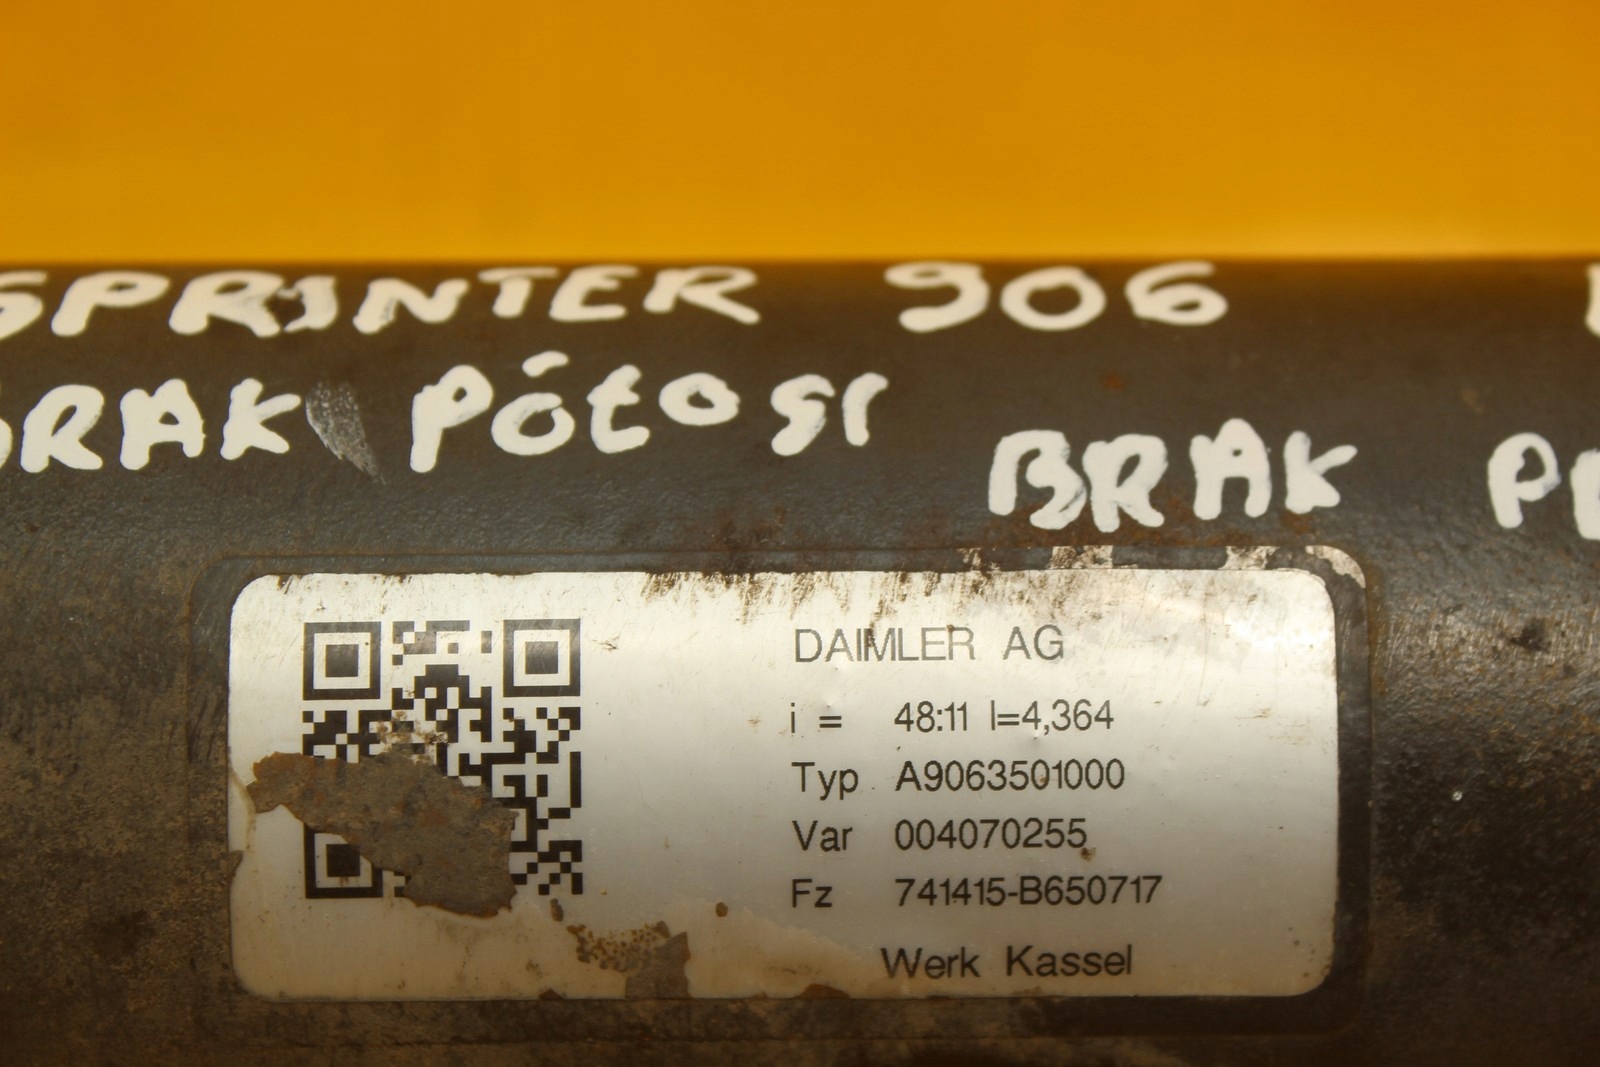 SPRINTER 906
BRAK PÓtOSI
BRAK
DAIMLER AG
i = 48:11 I=4,364
Typ A9063501000
Var 004070255
Fz 741415-B650717
Werk Kassel